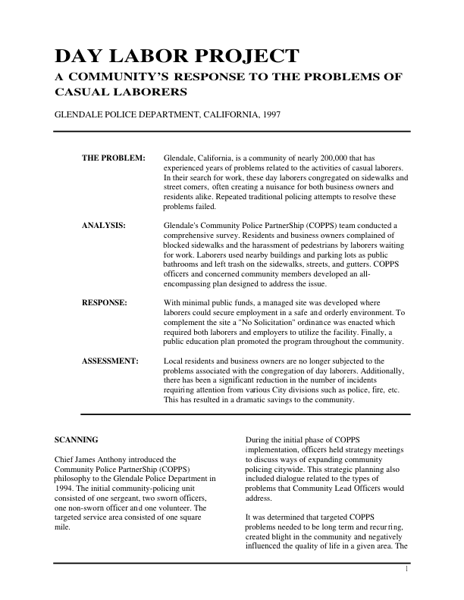 DAY LABOR PROJECT
A COMMUNITY'S RESPONSE TO THE PROBLEMS OF
CASUAL LABORERS
GLENDALE POLICE DEPARTMENT, CALIFORNIA, 1997
THE PROBLEM: Glendale, California, is a community of nearly 200,000 that has
experienced years of problems related to the activities of casual laborers.
In their search for work, these day laborers congregated on sidewalks and
street corners, often creating a nuisance for both business owners and
residents alike. Repeated traditional policing attempts to resolve these
problems failed.
ANALYSIS: Glendale's Community Police PartnerShip (COPPS) team conducted a
comprehensive survey. Residents and business owners complained of
blocked sidewalks and the harassment of pedestrians by laborers waiting
for work. Laborers used nearby buildings and parking lots as public
bathrooms and left trash on the sidewalks, streets, and gutters. COPPS
officers and concerned community members developed an all-
encompassing plan designed to address the issue.
RESPONSE: With minimal public funds, a managed site was developed where
laborers could secure employment in a safe and orderly environment. To
complement the site a "No Solicitation" ordinance was enacted which
required both laborers and employers to utilize the facility. Finally, a
public education plan promoted the program throughout the community.
ASSESSMENT: Local residents and business owners are no longer subjected to the
problems associated with the congregation of day laborers. Additionally,
there has been a significant reduction in the number of incidents
requiring attention from various City divisions such as police, fire, etc.
This has resulted in a dramatic savings to the community.
SCANNING
Chief James Anthony introduced the
Community Police PartnerShip (COPPS)
philosophy to the Glendale Police Department in
1994. The initial community-policing unit
consisted of one sergeant, two sworn officers,
one non-sworn officer and one volunteer. The
targeted service area consisted of one square
mile.
During the initial phase of COPPS
implementation, officers held strategy meetings
to discuss ways of expanding community
policing citywide. This strategic planning also
included dialogue related to the types of
problems that Community Lead Officers would
address.
It was determined that targeted COPPS
problems needed to be long term and recurring,
created blight in the community and negatively
influenced the quality of life in a given area. The
1